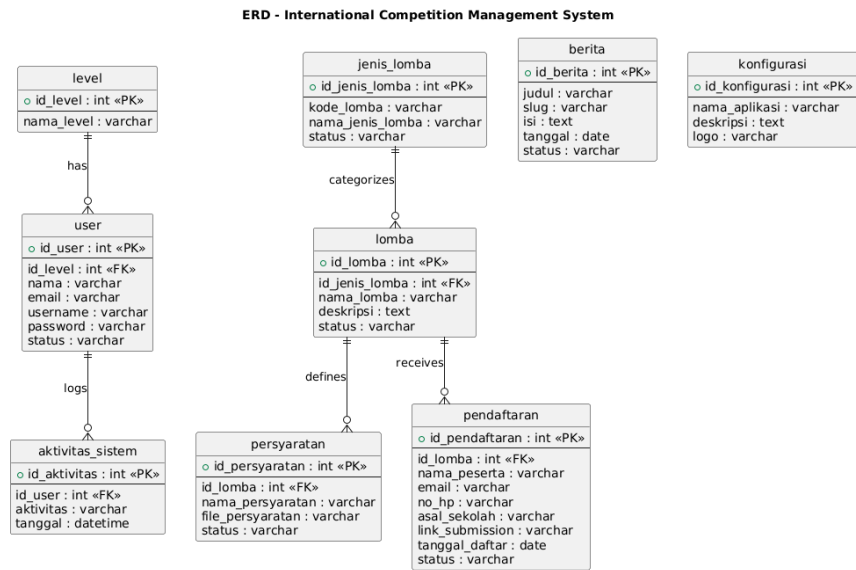 ERD - International Competition Management System
level
id_level : int «PK»
nama_level : varchar
has
user
id_user : int «PK»
id_level : int «FK»
nama : varchar
email : varchar
username : varchar
password : varchar
status : varchar
logs
aktivitas_sistem
id_aktivitas : int «PK»
id_user : int «FK»
aktivitas : varchar
tanggal : datetime
jenis_lomba
id_jenis_lomba : int «PK»
kode_lomba : varchar
nama_jenis_lomba : varchar
status : varchar
categorizes
lomba
id_lomba : int «PK»
id_jenis_lomba : int «FK»
nama_lomba : varchar
deskripsi : text
status : varchar
defines
receives
persyaratan
id_persyaratan : int «PK»
id_lomba : int «FK»
nama_persyaratan : varchar
file_persyaratan : varchar
status : varchar
pendaftaran
id_pendaftaran : int «PK»
id_lomba : int «FK»
nama_peserta : varchar
email : varchar
no_hp : varchar
asal_sekolah : varchar
link_submission : varchar
tanggal_daftar : date
status : varchar
berita
id_berita : int «PK»
judul : varchar
slug : varchar
isi : text
tanggal : date
status : varchar
konfigurasi
id_konfigurasi : int «PK»
nama_aplikasi : varchar
deskripsi : text
logo : varchar